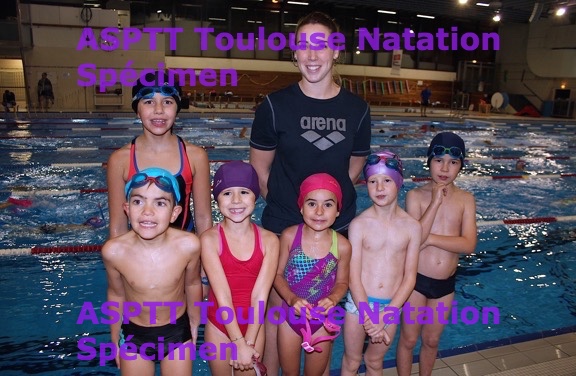 ASPTT Toulouse Natation
Spécimen
arena
ASPTT Toulouse Natation
Spécimen